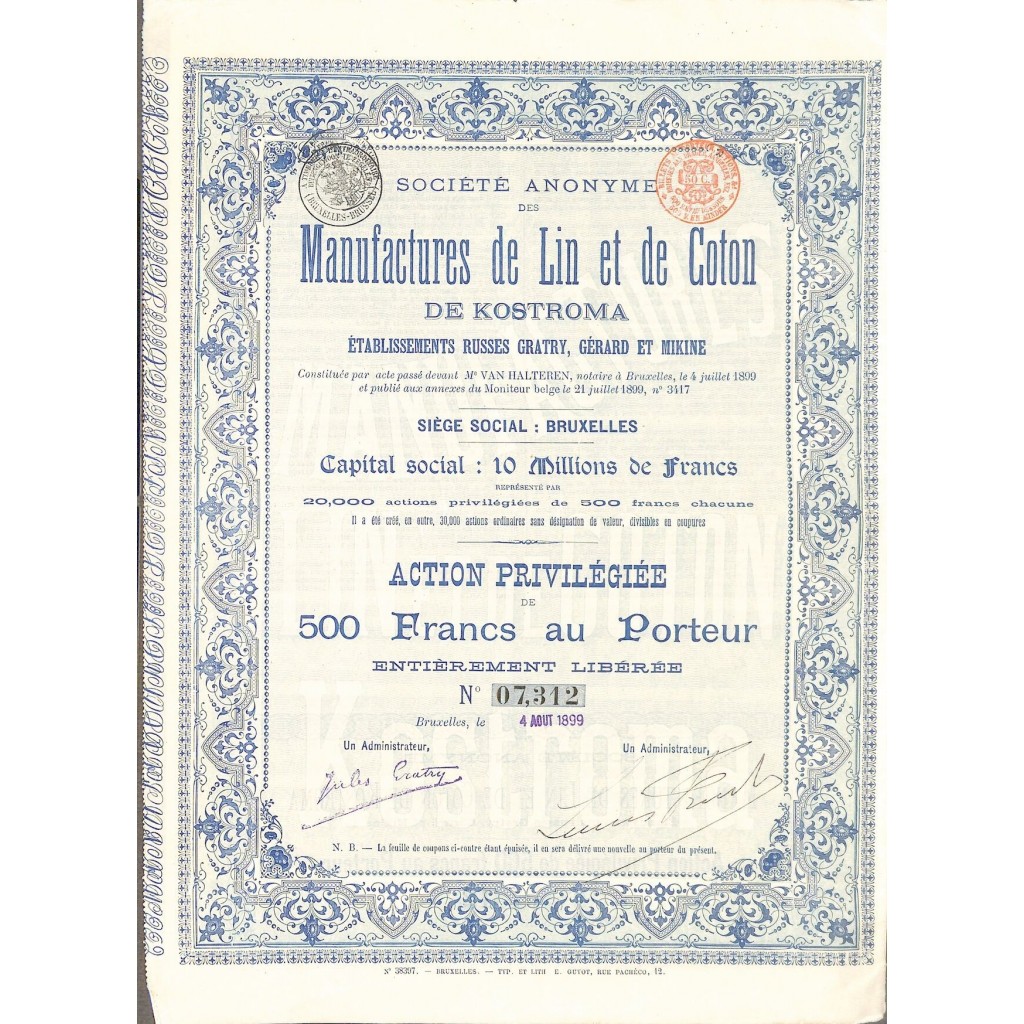 SOCIÉTÉ ANONYME
DES
Manufactures de Lin et de Coton
DE KOSTROMA
ÉTABLISSEMENTS RUSSES GRATRY, GÉRARD ET MIKINE
Constituée par acte passé devant Me VAN HALTEREN, notaire à Bruxelles, le 4 juillet 1899
et publié aux annexes du Moniteur belge le 21 juillet 1899, no 3417
SIÈGE SOCIAL : BRUXELLES
Capital social : 10 Millions de Francs
REPRÉSENTÉ PAR
20,000 actions privilégiées de 500 francs chacune
Il a été créé, en outre, 30,000 actions ordinaires sans désignation de valeur, divisibles en coupures
ACTION PRIVILÉGIÉE
DE
500 Francs au Porteur
ENTIÈREMENT LIBÉRÉE
No 07,312
Bruxelles, le 4 AOUT 1899
Un Administrateur, Un Administrateur,
Jules Gratry
N. B. — La feuille de coupons ci-contre étant épuisée, il en sera délivré une nouvelle au porteur du présent.
No 38397. — BRUXELLES. — TYP. ET LITH E. GUYOT, RUE PACHÉCO, 12.